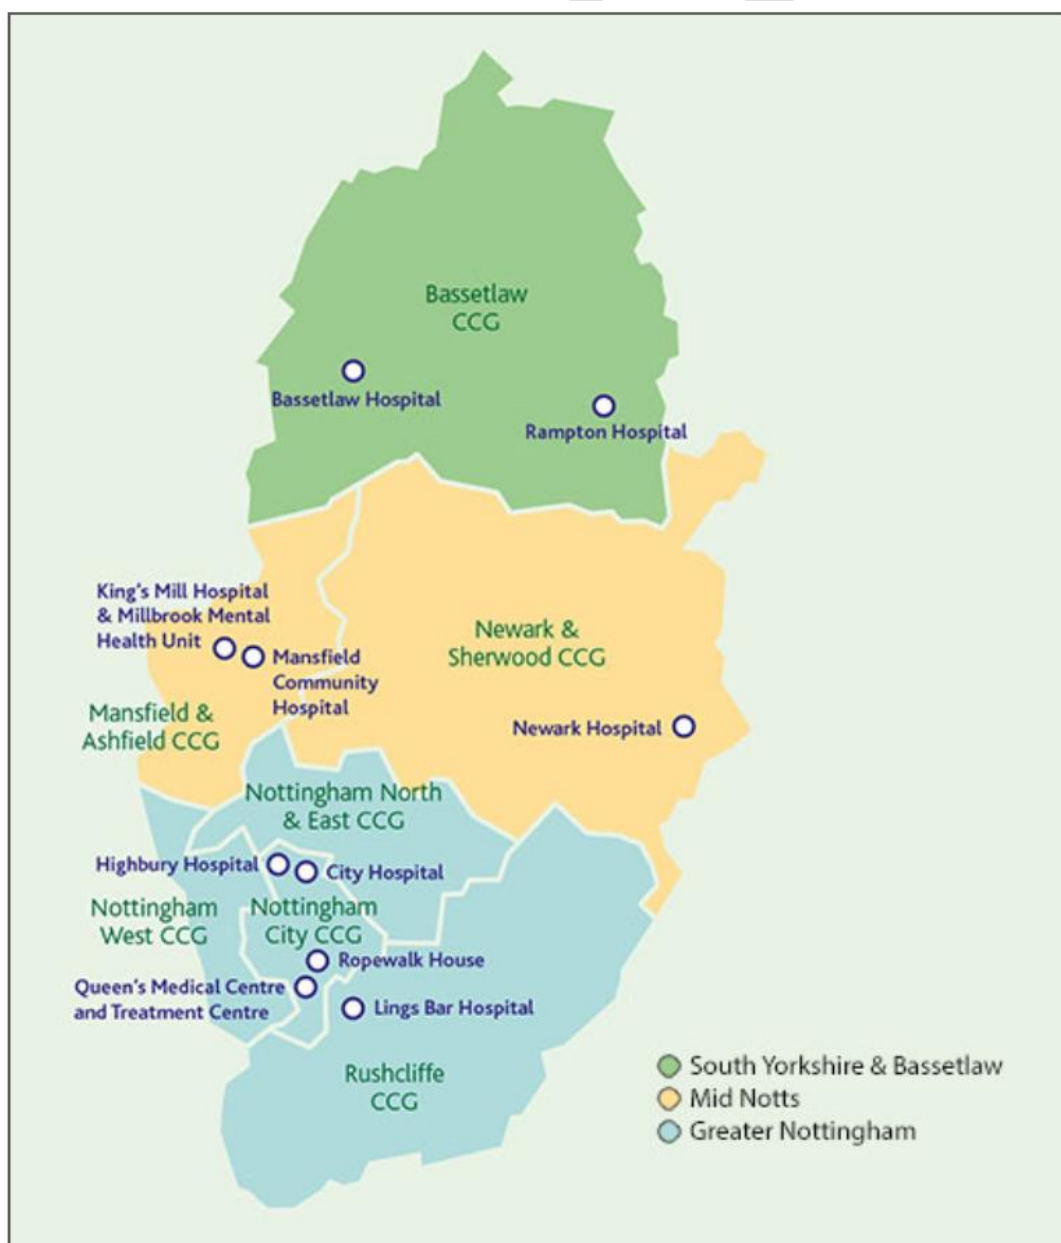 Bassetlaw
CCG
Bassetlaw Hospital
Rampton Hospital
King's Mill Hospital
& Millbrook Mental
Health Unit
Mansfield
Community
Hospital
Newark &
Sherwood CCG
Mansfield &
Ashfield CCG
Newark Hospital
Nottingham North
& East CCG
Highbury Hospital
City Hospital
Nottingham
West CCG
Nottingham
City CCG
Ropewalk House
Queen's Medical Centre
and Treatment Centre
Lings Bar Hospital
Rushcliffe
CCG
South Yorkshire & Bassetlaw
Mid Notts
Greater Nottingham